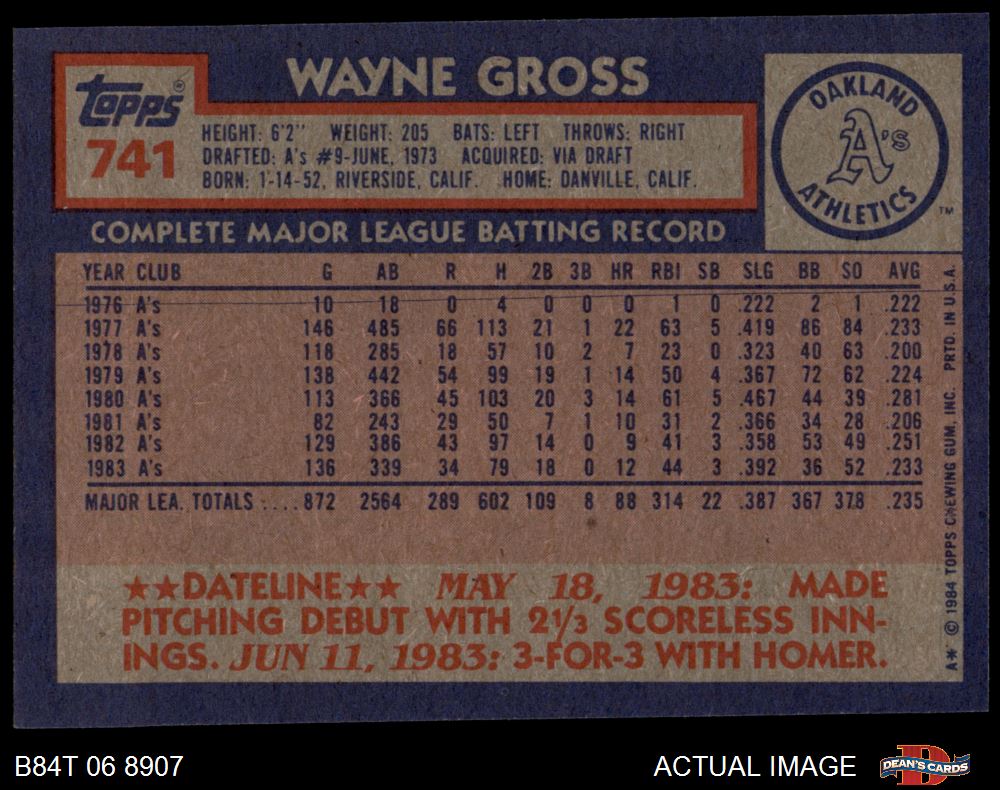 WAYNE GROSS
Topps®
741
HEIGHT: 6'2" WEIGHT: 205 BATS: LEFT THROWS: RIGHT
DRAFTED: A's #9-JUNE, 1973 ACQUIRED: VIA DRAFT
BORN: 1-14-52, RIVERSIDE, CALIF. HOME: DANVILLE, CALIF.
OAKLAND
A's
ATHLETICS
TM
COMPLETE MAJOR LEAGUE BATTING RECORD
YEAR CLUB G AB R H 2B 3B HR RBI SB SLG BB SO AVG
1976 A's 10 18 0 4 0 0 0 1 0 .222 2 1 .222
1977 A's 146 485 66 113 21 1 22 63 5 .419 86 84 .233
1978 A's 118 285 18 57 10 2 7 23 0 .323 40 63 .200
1979 A's 138 442 54 99 19 1 14 50 4 .367 72 62 .224
1980 A's 113 366 45 103 20 3 14 61 5 .467 44 39 .281
1981 A's 82 243 29 50 7 1 10 31 2 .366 34 28 .206
1982 A's 129 386 43 97 14 0 9 41 3 .358 53 49 .251
1983 A's 136 339 34 79 18 0 12 44 3 .392 36 52 .233
MAJOR LEA. TOTALS .... 872 2564 289 602 109 8 88 314 22 .387 367 378 .235
★★DATELINE★★ MAY 18, 1983: MADE
PITCHING DEBUT WITH 2⅓ SCORELESS INN-
INGS. JUN 11, 1983: 3-FOR-3 WITH HOMER.
A* © 1984 TOPPS CHEWING GUM, INC. PRTD. IN U.S.A.
B84T 06 8907
ACTUAL IMAGE
DEAN'S CARDS